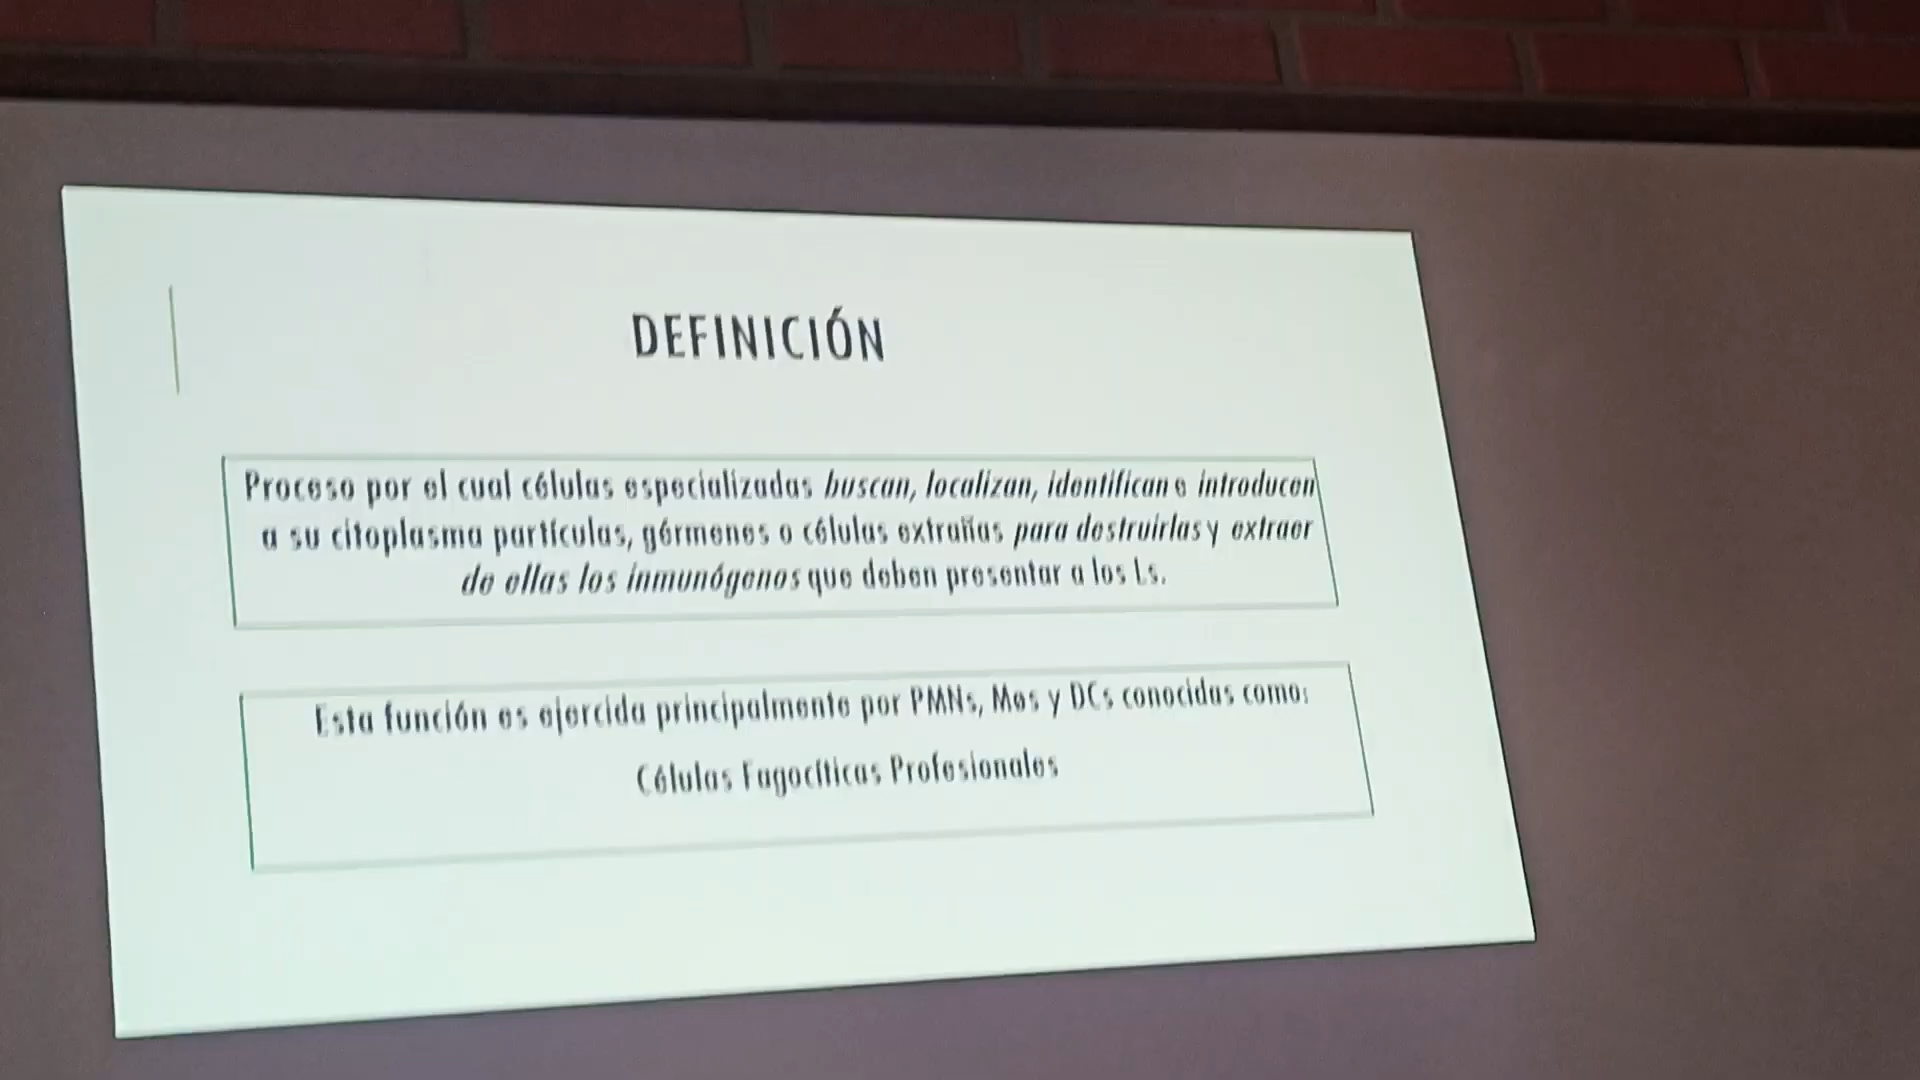 DEFINICIÓN
Proceso por el cual células especializadas buscan, localizan, identifican e introducen
a su citoplasma partículas, gérmenes o células extrañas para destruirlas y extraer
de ellas los inmunógenos que deben presentar a los Ls.
Esta función es ejercida principalmente por PMNs, Møs y DCs conocidas como:
Células Fagocíticas Profesionales